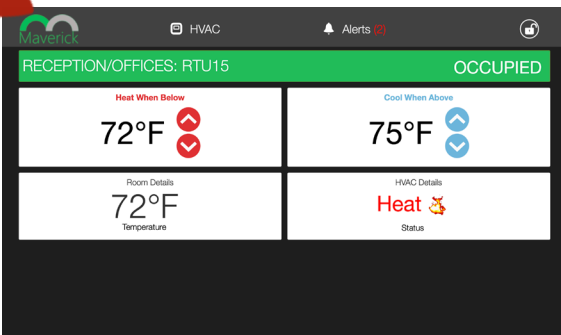 Maverick
HVAC
Alerts (2)
RECEPTION/OFFICES: RTU15
OCCUPIED
Heat When Below
72°F
Cool When Above
75°F
Room Details
72°F
Temperature
HVAC Details
Heat
Status